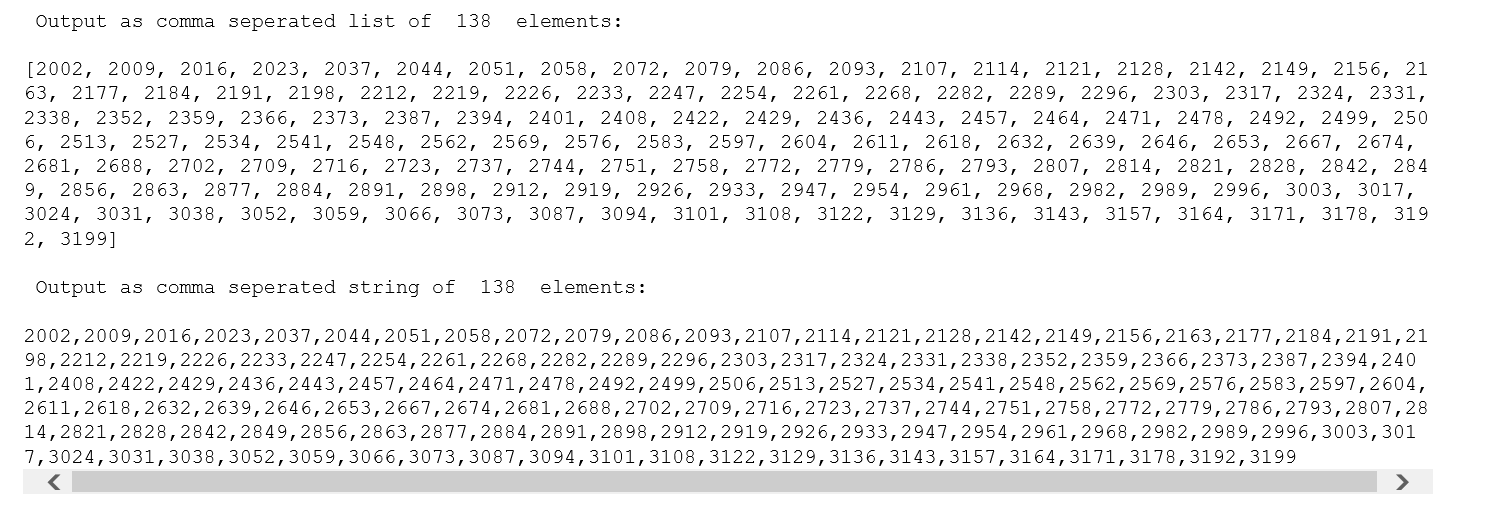 Output as comma seperated list of  138  elements:
[2002, 2009, 2016, 2023, 2037, 2044, 2051, 2058, 2072, 2079, 2086, 2093, 2107, 2114, 2121, 2128, 2142, 2149, 2156, 21
63, 2177, 2184, 2191, 2198, 2212, 2219, 2226, 2233, 2247, 2254, 2261, 2268, 2282, 2289, 2296, 2303, 2317, 2324, 2331,
2338, 2352, 2359, 2366, 2373, 2387, 2394, 2401, 2408, 2422, 2429, 2436, 2443, 2457, 2464, 2471, 2478, 2492, 2499, 250
6, 2513, 2527, 2534, 2541, 2548, 2562, 2569, 2576, 2583, 2597, 2604, 2611, 2618, 2632, 2639, 2646, 2653, 2667, 2674,
2681, 2688, 2702, 2709, 2716, 2723, 2737, 2744, 2751, 2758, 2772, 2779, 2786, 2793, 2807, 2814, 2821, 2828, 2842, 284
9, 2856, 2863, 2877, 2884, 2891, 2898, 2912, 2919, 2926, 2933, 2947, 2954, 2961, 2968, 2982, 2989, 2996, 3003, 3017,
3024, 3031, 3038, 3052, 3059, 3066, 3073, 3087, 3094, 3101, 3108, 3122, 3129, 3136, 3143, 3157, 3164, 3171, 3178, 319
2, 3199]
Output as comma seperated string of  138  elements:
2002,2009,2016,2023,2037,2044,2051,2058,2072,2079,2086,2093,2107,2114,2121,2128,2142,2149,2156,2163,2177,2184,2191,21
98,2212,2219,2226,2233,2247,2254,2261,2268,2282,2289,2296,2303,2317,2324,2331,2338,2352,2359,2366,2373,2387,2394,240
1,2408,2422,2429,2436,2443,2457,2464,2471,2478,2492,2499,2506,2513,2527,2534,2541,2548,2562,2569,2576,2583,2597,2604,
2611,2618,2632,2639,2646,2653,2667,2674,2681,2688,2702,2709,2716,2723,2737,2744,2751,2758,2772,2779,2786,2793,2807,28
14,2821,2828,2842,2849,2856,2863,2877,2884,2891,2898,2912,2919,2926,2933,2947,2954,2961,2968,2982,2989,2996,3003,301
7,3024,3031,3038,3052,3059,3066,3073,3087,3094,3101,3108,3122,3129,3136,3143,3157,3164,3171,3178,3192,3199